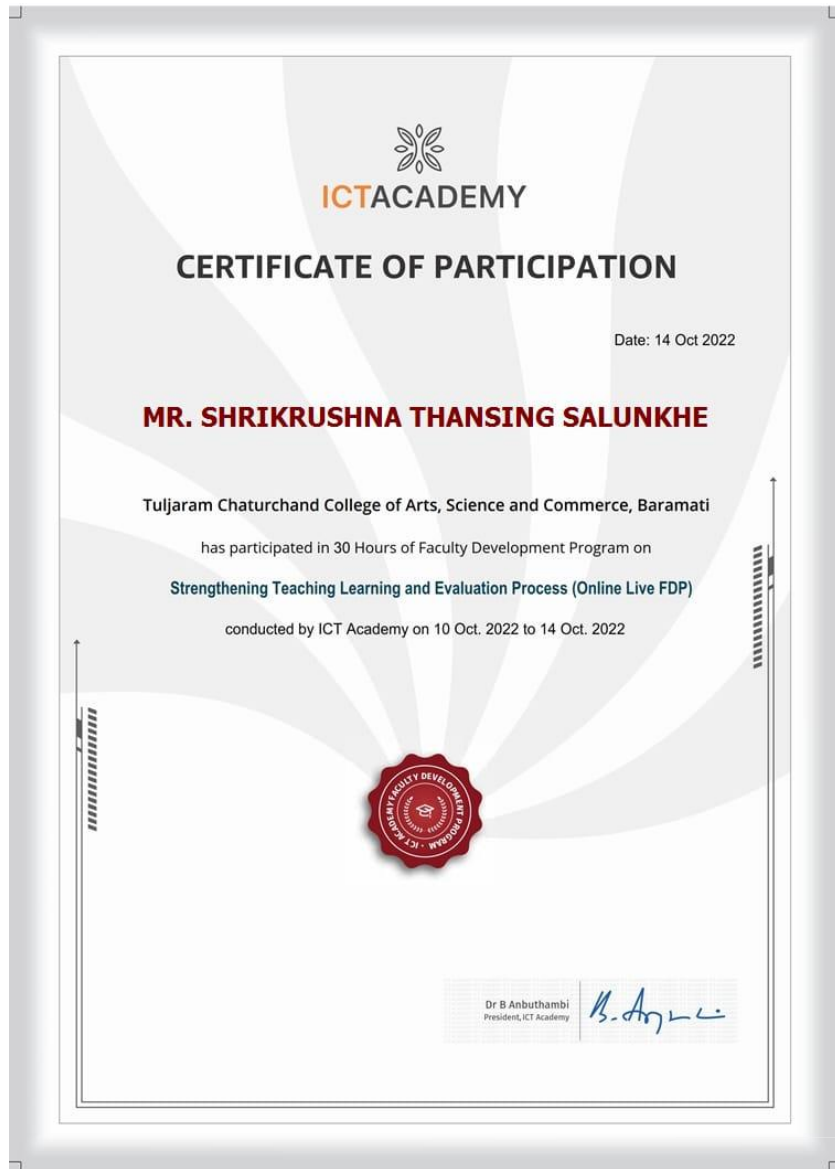 ICTACADEMY
CERTIFICATE OF PARTICIPATION
Date: 14 Oct 2022
MR. SHRIKRUSHNA THANSING SALUNKHE
Tuljaram Chaturchand College of Arts, Science and Commerce, Baramati
has participated in 30 Hours of Faculty Development Program on
Strengthening Teaching Learning and Evaluation Process (Online Live FDP)
conducted by ICT Academy on 10 Oct. 2022 to 14 Oct. 2022
ICT ACADEMY FACULTY DEVELOPMENT PROGRAM
Dr B Anbuthambi
President, ICT Academy